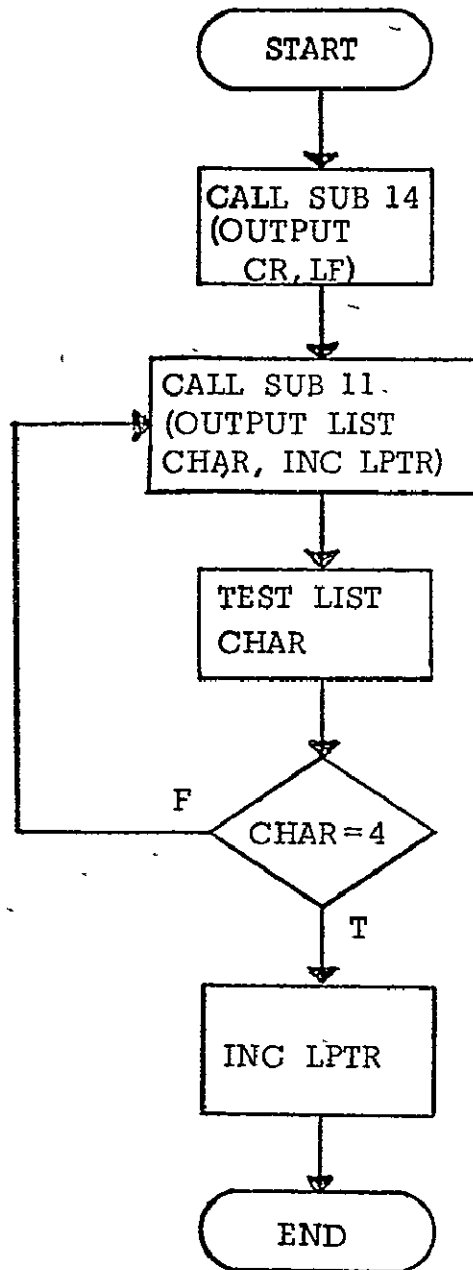 START
CALL SUB 14
(OUTPUT
CR, LF)
CALL SUB 11.
(OUTPUT LIST
CHAR, INC LPTR)
TEST LIST
CHAR
F
CHAR = 4
T
INC LPTR
END